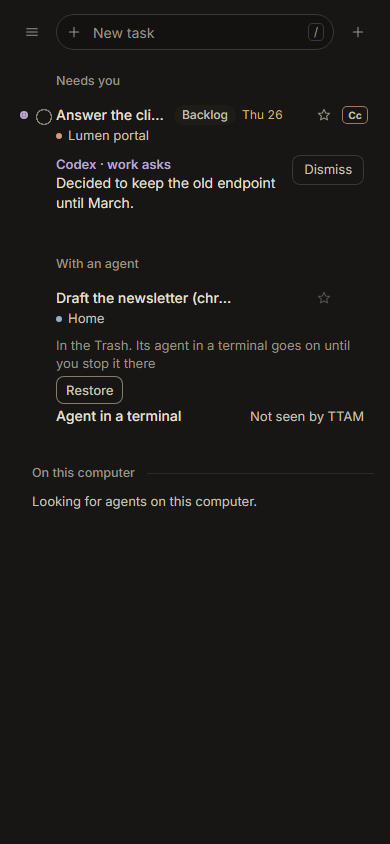 New task /
Needs you
Answer the cli... Backlog Thu 26 Cc
Lumen portal
Codex · work asks
Decided to keep the old endpoint
until March.
Dismiss
With an agent
Draft the newsletter (chr...
Home
In the Trash. Its agent in a terminal goes on until
you stop it there
Restore
Agent in a terminal Not seen by TTAM
On this computer
Looking for agents on this computer.